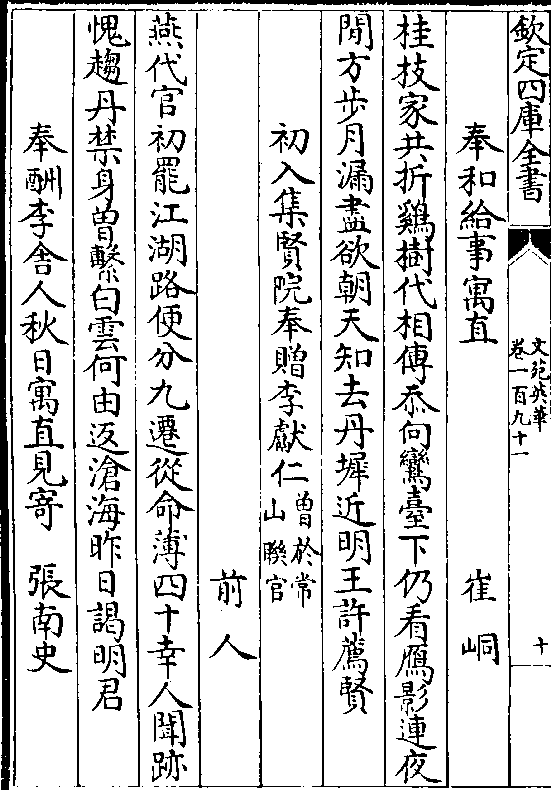 欽定四庫全書
文苑英華
卷一百九十一
十
奉和給事寓直 崔峒
桂枝家共折鷄樹代相傳忝向鸞臺下仍看鴈影連夜
閒方步月漏盡欲朝天知去丹墀近明王許薦賢
初入集賢院奉贈李獻仁曽於常山聨官
前人
燕代官初罷江湖路便分九遷從命薄四十幸人聞跡
愧趨丹禁身曽繫白雲何由返滄海昨日謁明君
奉酬李舎人秋日寓直見寄 張南史